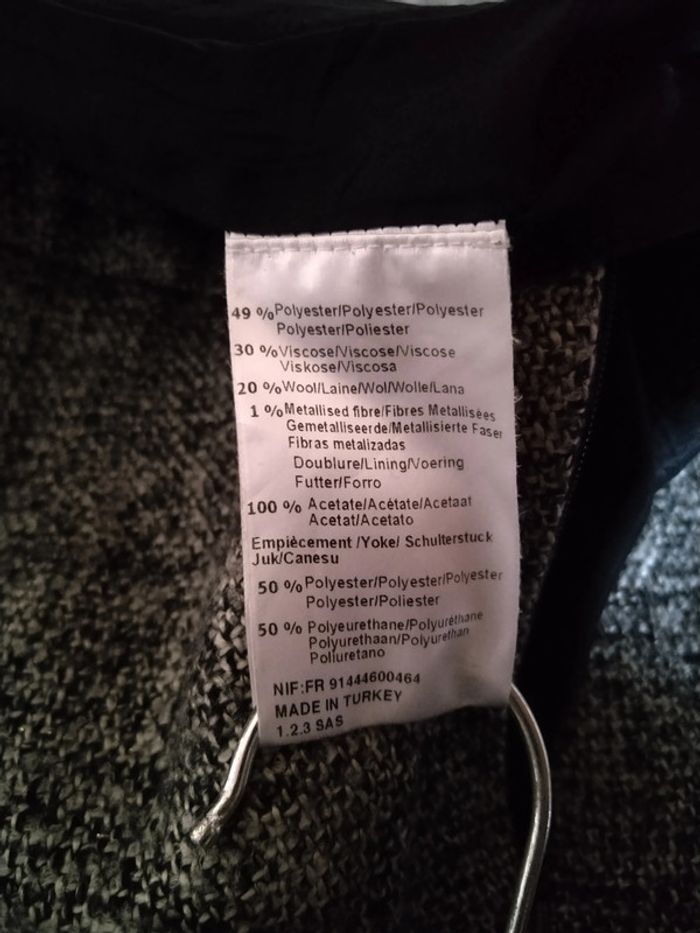 49 % Polyester/Polyester/Polyester
Polyester/Poliester
30 % Viscose/Viscose/Viscose
Viskose/Viscosa
20 % Wool/Laine/Wol/Wolle/Lana
1 % Metallised fibre/Fibres Metallisées
Gemetalliseerde/Metallisierte Faser
Fibras metalizadas
Doublure/Lining/Voering
Futter/Forro
100 % Acetate/Acétate/Acetaat
Acetat/Acetato
Empiècement /Yoke/ Schulterstuck
Juk/Canesu
50 % Polyester/Polyester/Polyester
Polyester/Poliester
50 % Polyeurethane/Polyuréthane
Polyurethaan/Polyurethan
Poliuretano
NIF:FR 91444600464
MADE IN TURKEY
1.2.3 SAS